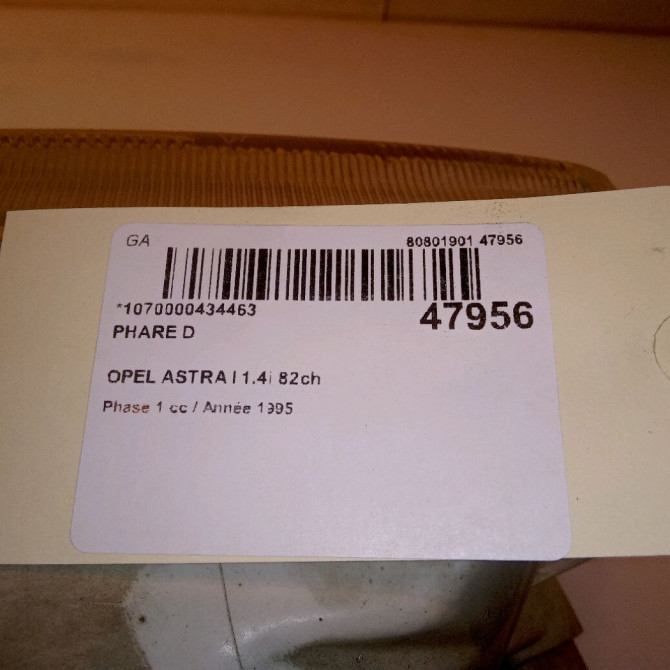 GA
80801901 47956
*1070000434463
47956
PHARE D
OPEL ASTRA I 1.4i 82ch
Phase 1 cc / Année 1995